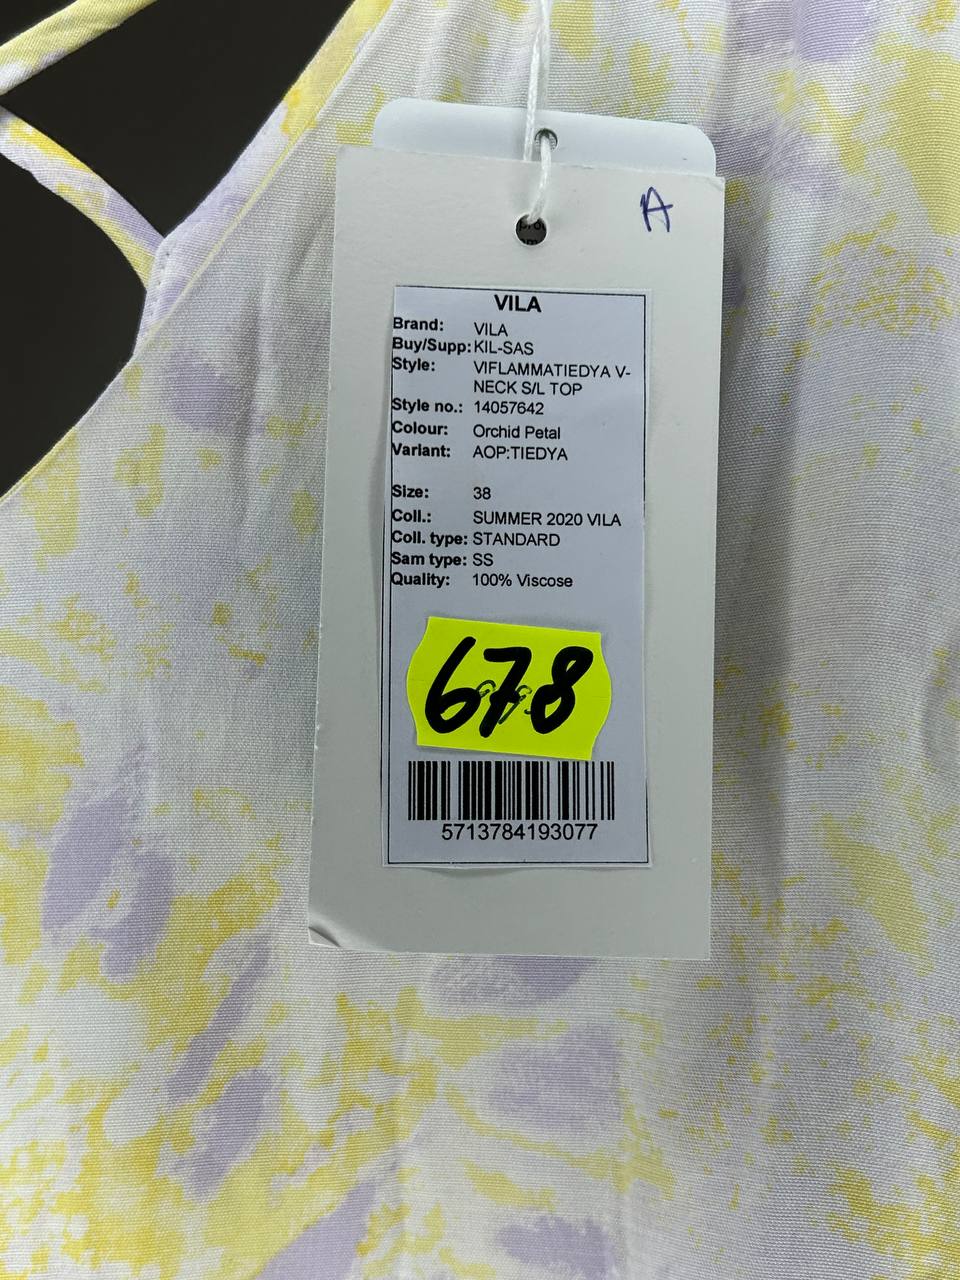 A
VILA
Brand: VILA
Buy/Supp: KIL-SAS
Style: VIFLAMMATIEDYA V-
NECK S/L TOP
Style no.: 14057642
Colour: Orchid Petal
Variant: AOP:TIEDYA
Size: 38
Coll.: SUMMER 2020 VILA
Coll. type: STANDARD
Sam type: SS
Quality: 100% Viscose
678
5713784193077